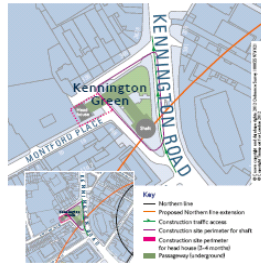 KENNINGTON ROAD
Kennington
Green
Shaft
MONTFORD PLACE
Key
Northern line
Proposed Northern line extension
Construction traffic access
Construction site perimeter for shaft
Construction site perimeter
for head house (3-4 months)
Passageway (underground)